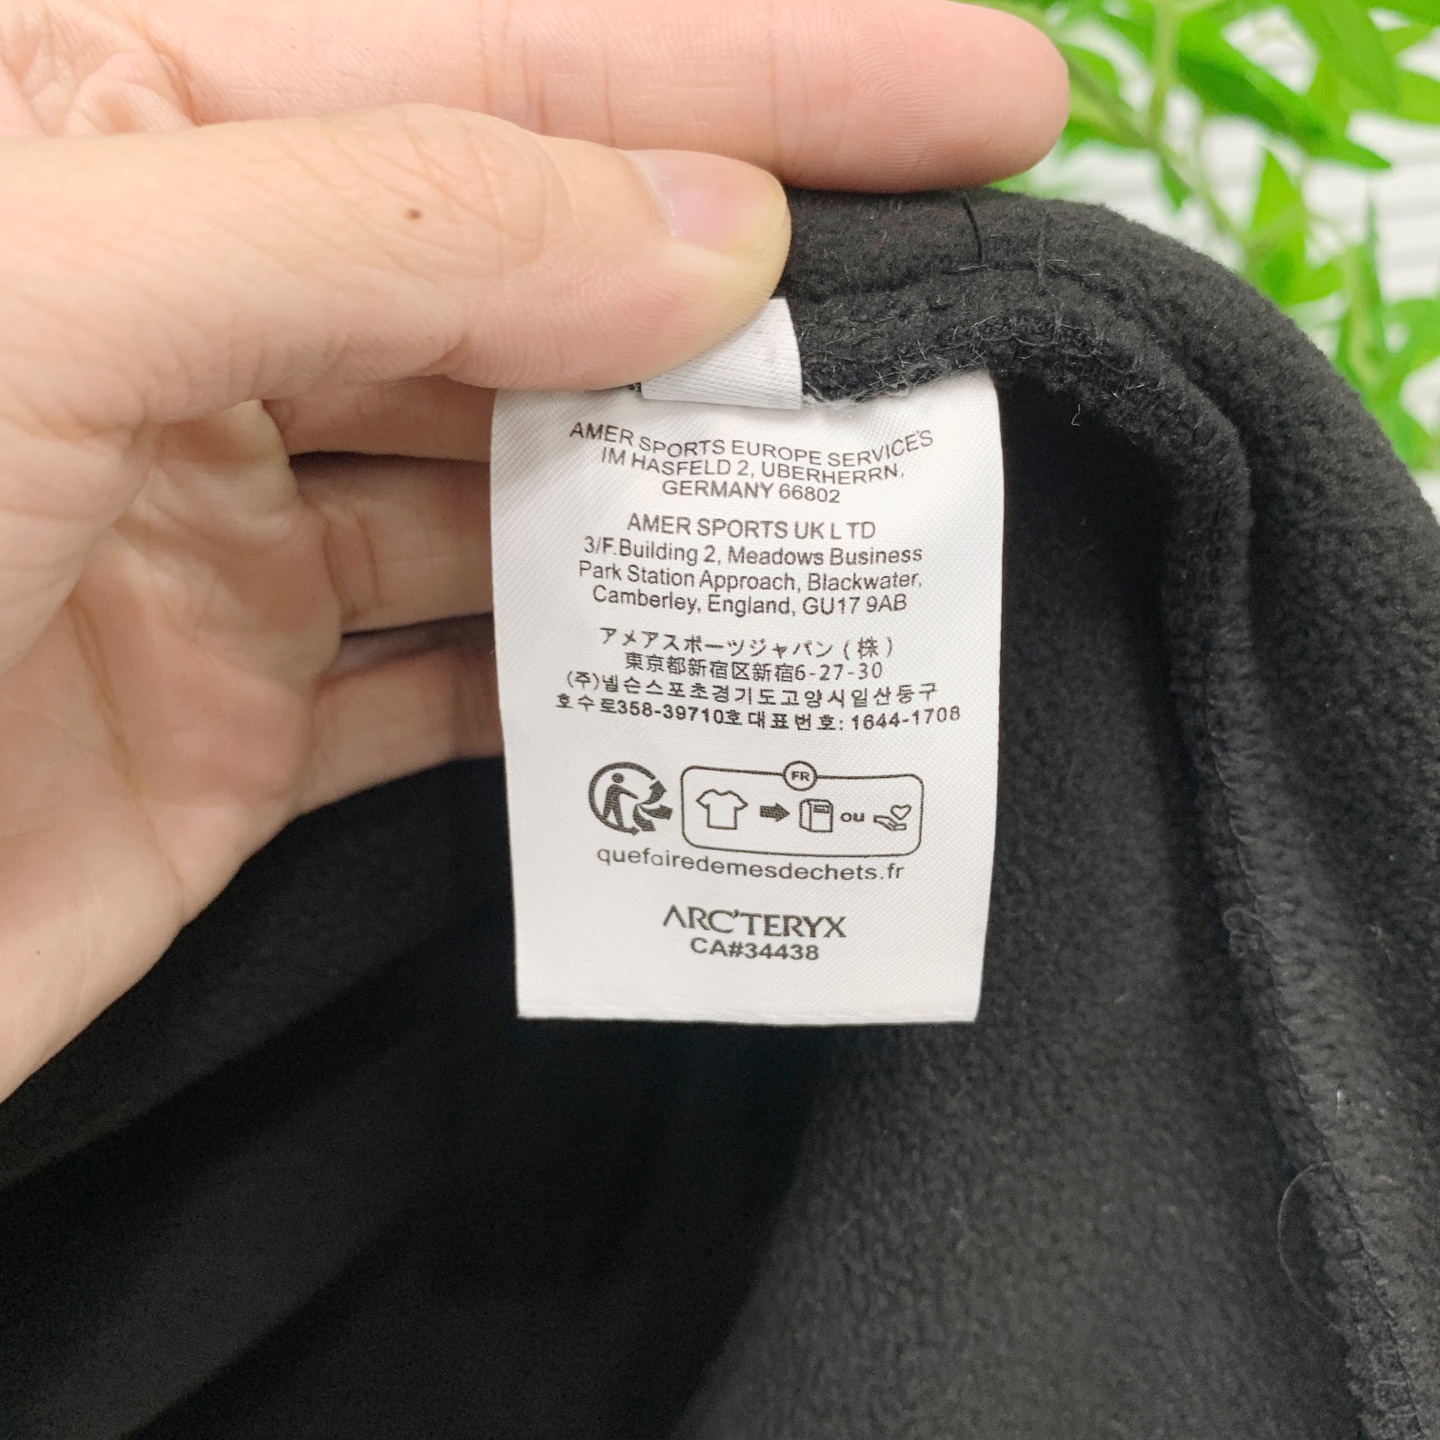 AMER SPORTS EUROPE SERVICE'S
IM HASFELD 2, UBERHERRN,
GERMANY 66802
AMER SPORTS UK LTD
3/F.Building 2, Meadows Business
Park Station Approach, Blackwater,
Camberley, England, GU17 9AB
アメアスポーツジャパン(株)
東京都新宿区新宿6-27-30
(주)넬슨스포츠경기도고양시일산동구
호수로358-39710호대표번호: 1644-1708
FR
ou
quefairedemesdechets.fr
ARC'TERYX
CA#34438